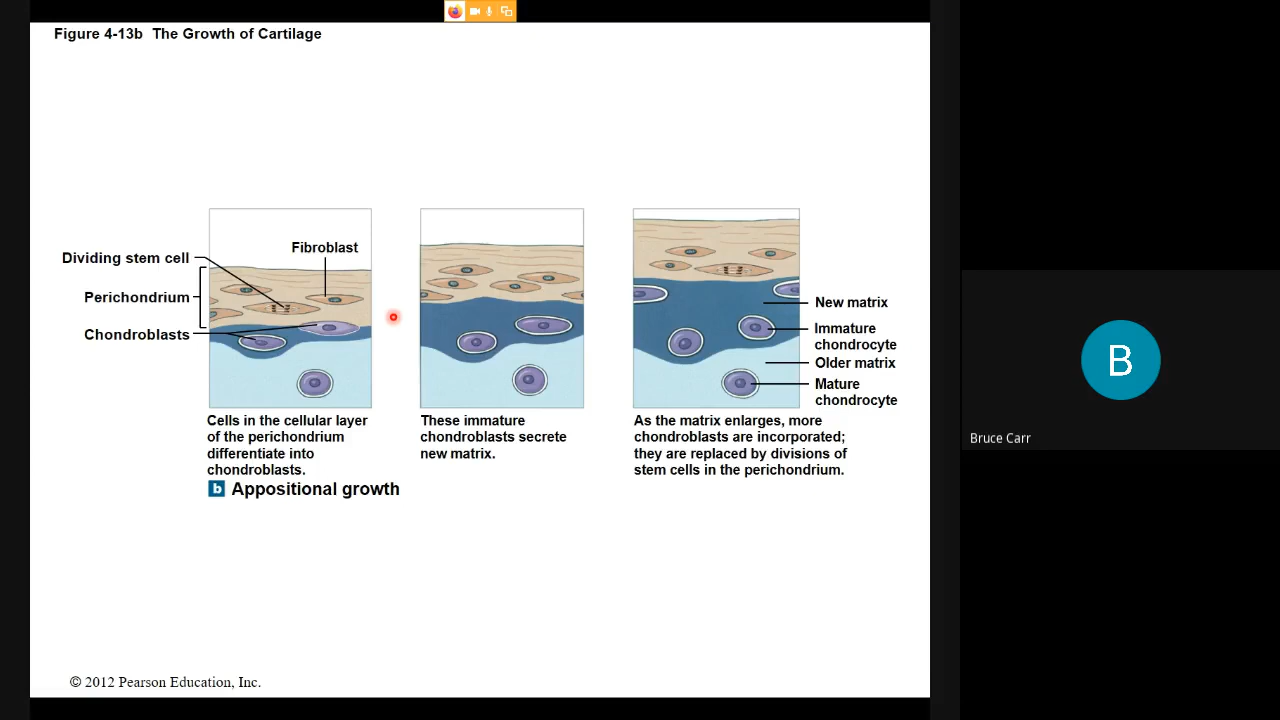 Figure 4-13b The Growth of Cartilage
Dividing stem cell
Fibroblast
Perichondrium
Chondroblasts
New matrix
Immature
chondrocyte
Older matrix
Mature
chondrocyte
Cells in the cellular layer
of the perichondrium
differentiate into
chondroblasts.
These immature
chondroblasts secrete
new matrix.
As the matrix enlarges, more
chondroblasts are incorporated;
they are replaced by divisions of
stem cells in the perichondrium.
b Appositional growth
© 2012 Pearson Education, Inc.
B
Bruce Carr